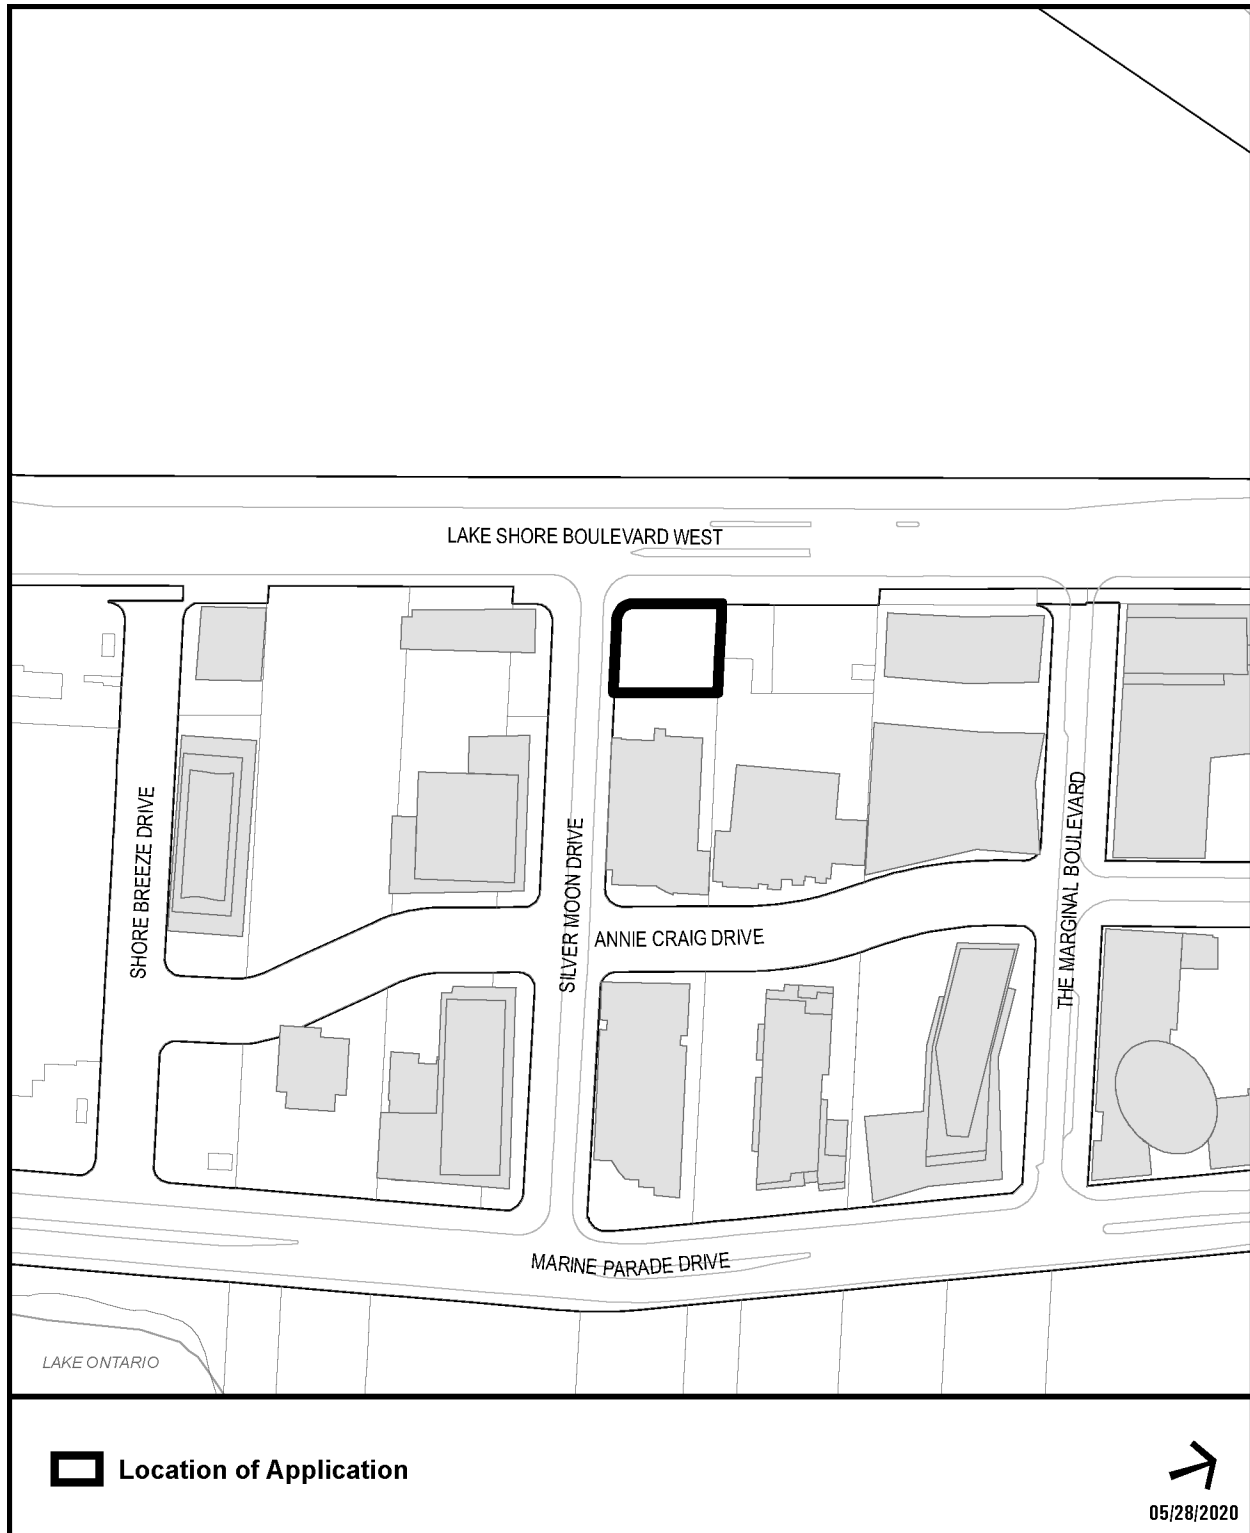 LAKE SHORE BOULEVARD WEST
SHORE BREEZE DRIVE
SILVER MOON DRIVE
ANNIE CRAIG DRIVE
THE MARGINAL BOULEVARD
MARINE PARADE DRIVE
LAKE ONTARIO
Location of Application
05/28/2020